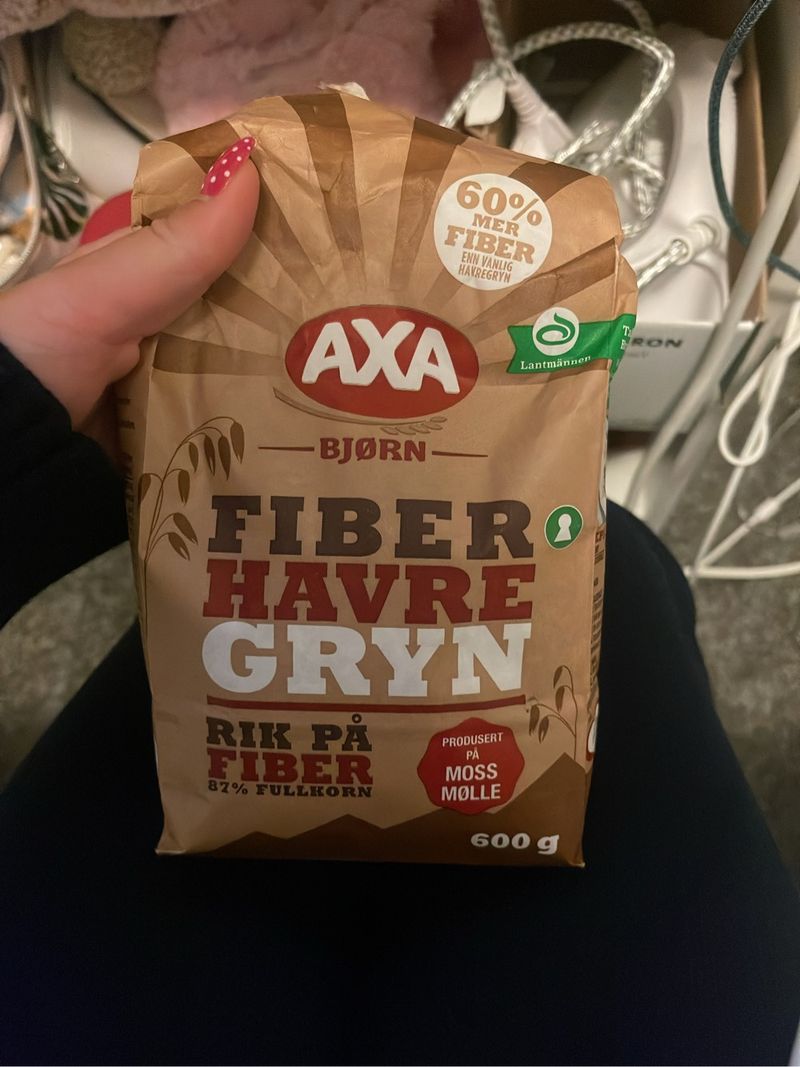 60%
MER
FIBER
ENN VANLIG
HAVREGRYN
AXA
Lantmännen
BJØRN
FIBER
HAVRE
GRYN
RIK PÅ
FIBER
87% FULLKORN
PRODUSERT
PÅ
MOSS
MØLLE
600 g